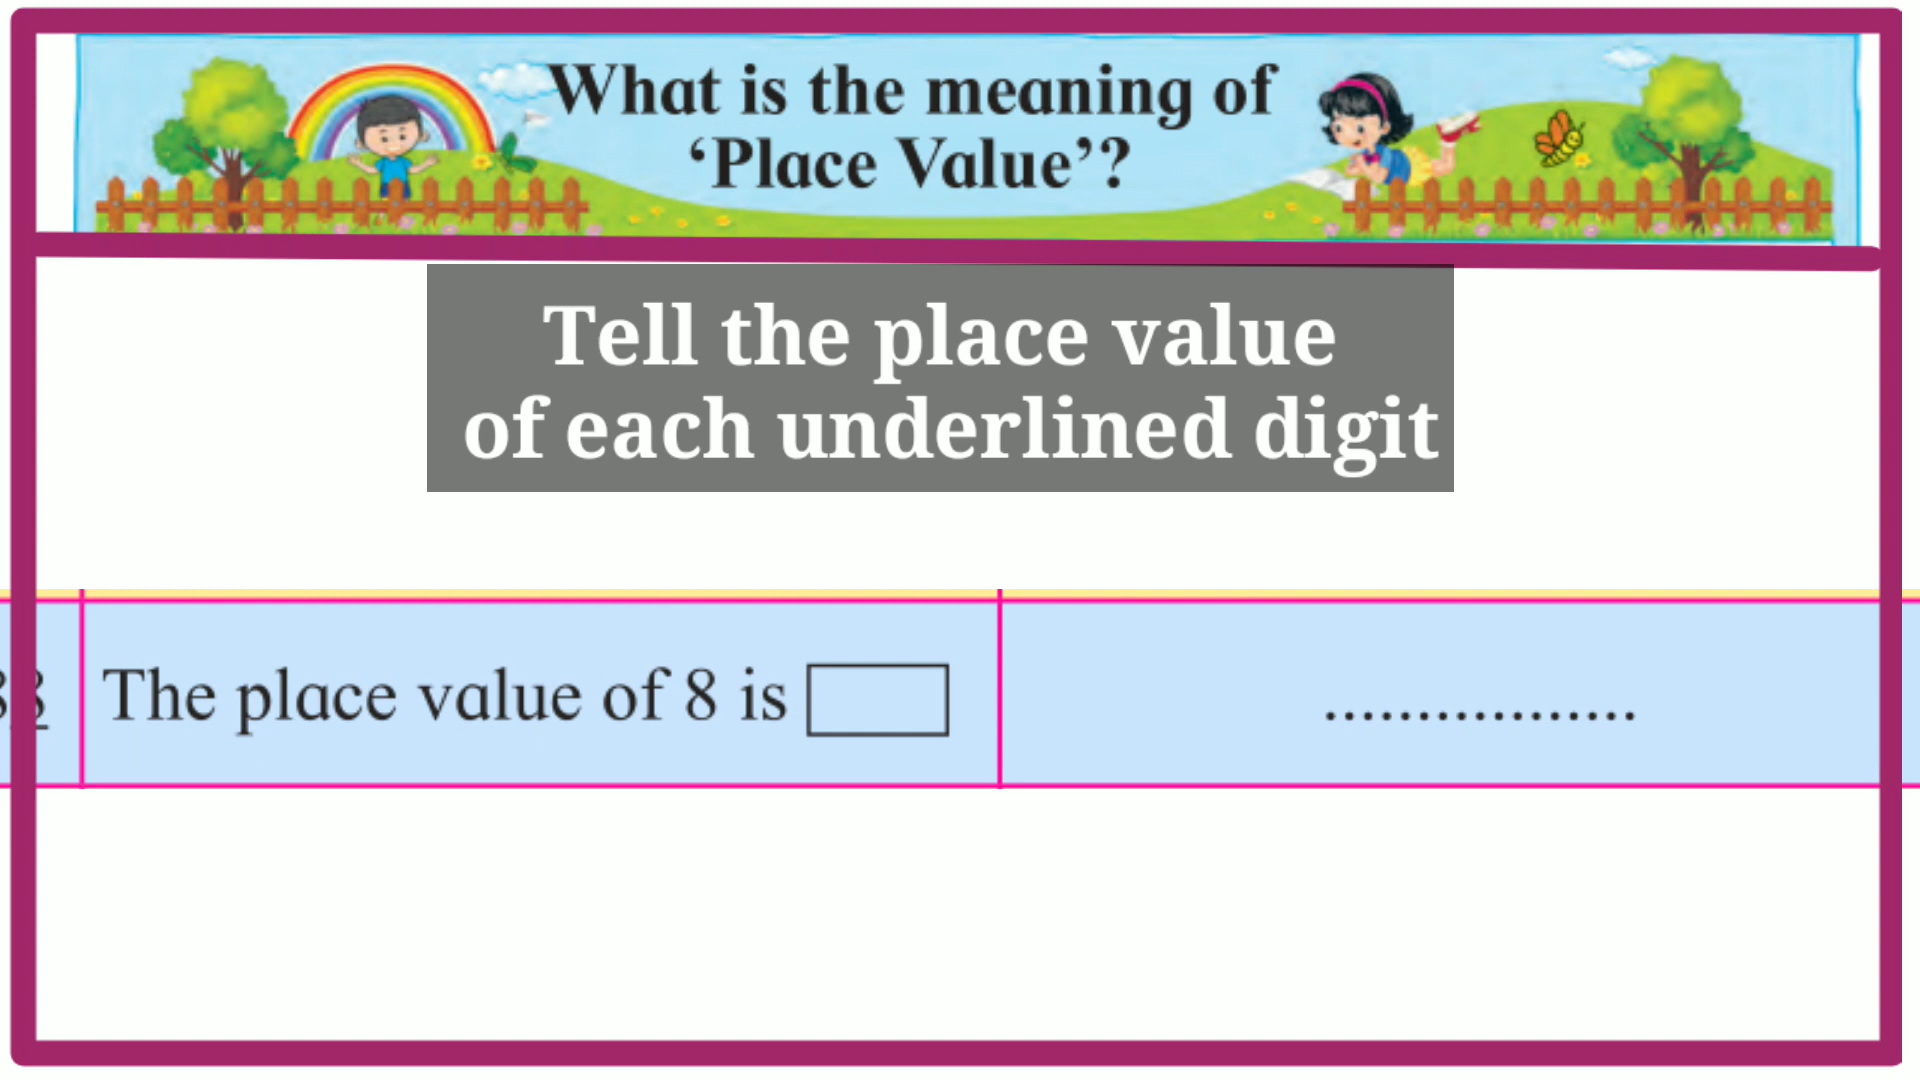 What is the meaning of
‘Place Value’?
Tell the place value
of each underlined digit
8 The place value of 8 is .................